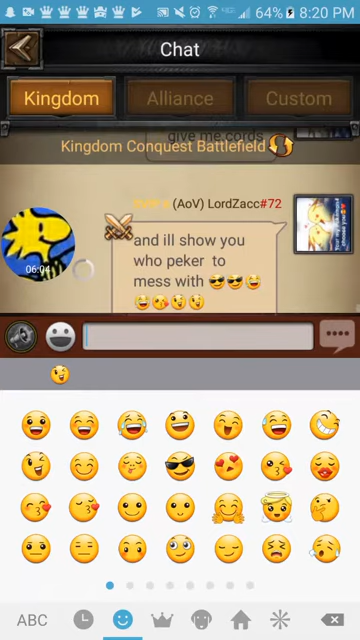 64% 8:20 PM
Chat
Kingdom Alliance Custom
give me cords
Kingdom Conquest Battlefield
(AoV) LordZacc#72
and ill show you
who peker to
mess with
06:04
ABC